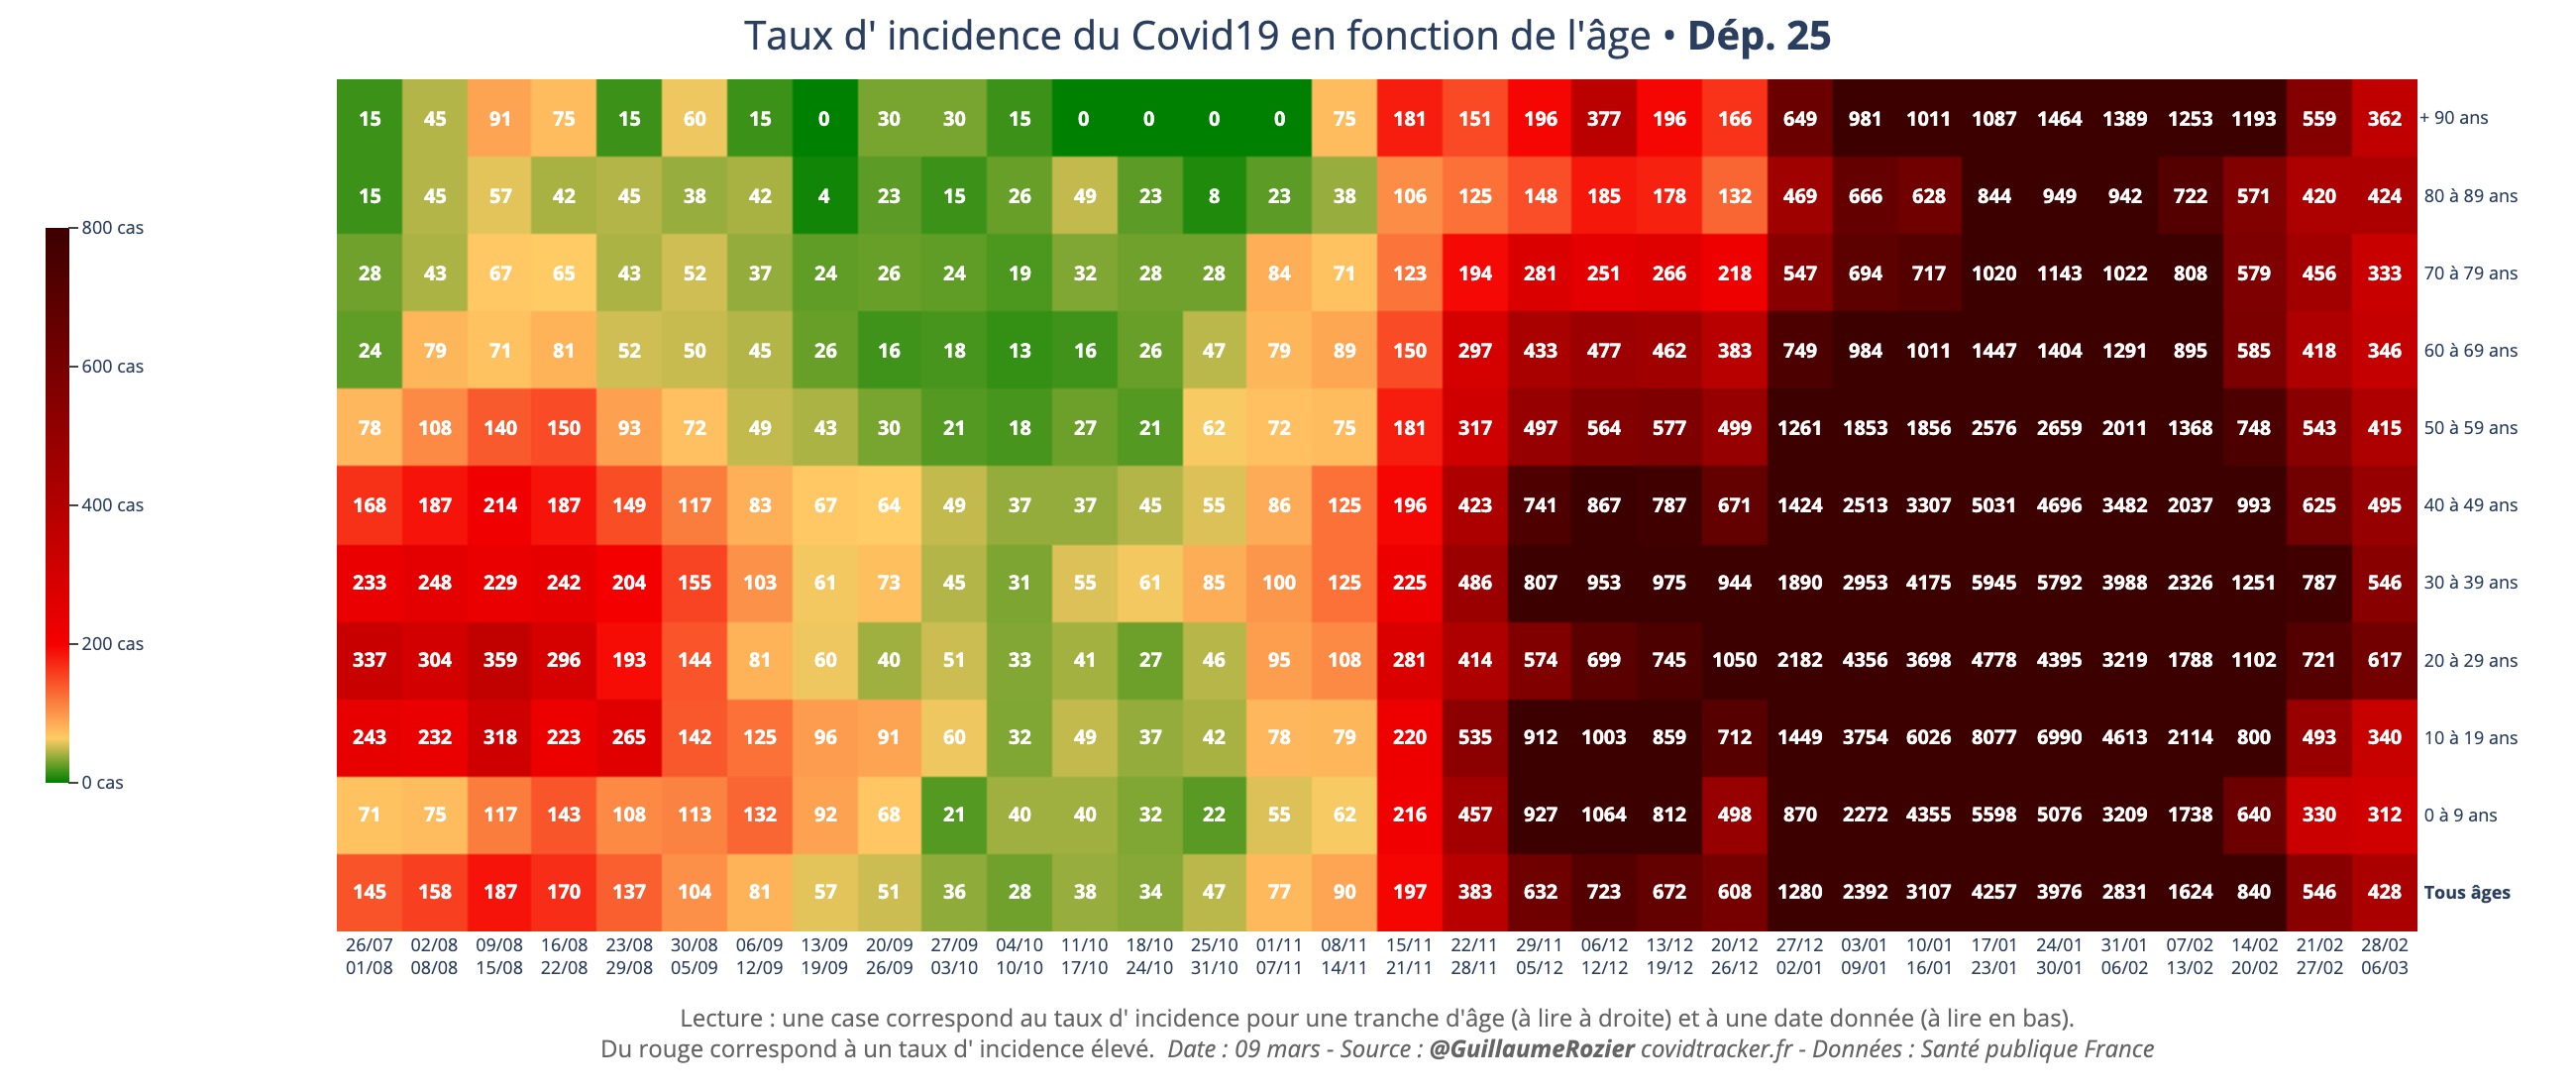 Taux d' incidence du Covid19 en fonction de l'âge • Dép. 25
15 45 91 75 15 60 15 0 30 30 15 0 0 0 0 75 181 151 196 377 196 166 649 981 1011 1087 1464 1389 1253 1193 559 362 + 90 ans
15 45 57 42 45 38 42 4 23 15 26 49 23 8 23 38 106 125 148 185 178 132 469 666 628 844 949 942 722 571 420 424 80 à 89 ans
28 43 67 65 43 52 37 24 26 24 19 32 28 28 84 71 123 194 281 251 266 218 547 694 717 1020 1143 1022 808 579 456 333 70 à 79 ans
24 79 71 81 52 50 45 26 16 18 13 16 26 47 79 89 150 297 433 477 462 383 749 984 1011 1447 1404 1291 895 585 418 346 60 à 69 ans
78 108 140 150 93 72 49 43 30 21 18 27 21 62 72 75 181 317 497 564 577 499 1261 1853 1856 2576 2659 2011 1368 748 543 415 50 à 59 ans
168 187 214 187 149 117 83 67 64 49 37 37 45 55 86 125 196 423 741 867 787 671 1424 2513 3307 5031 4696 3482 2037 993 625 495 40 à 49 ans
233 248 229 242 204 155 103 61 73 45 31 55 61 85 100 125 225 486 807 953 975 944 1890 2953 4175 5945 5792 3988 2326 1251 787 546 30 à 39 ans
337 304 359 296 193 144 81 60 40 51 33 41 27 46 95 108 281 414 574 699 745 1050 2182 4356 3698 4778 4395 3219 1788 1102 721 617 20 à 29 ans
243 232 318 223 265 142 125 96 91 60 32 49 37 42 78 79 220 535 912 1003 859 712 1449 3754 6026 8077 6990 4613 2114 800 493 340 10 à 19 ans
71 75 117 143 108 113 132 92 68 21 40 40 32 22 55 62 216 457 927 1064 812 498 870 2272 4355 5598 5076 3209 1738 640 330 312 0 à 9 ans
145 158 187 170 137 104 81 57 51 36 28 38 34 47 77 90 197 383 632 723 672 608 1280 2392 3107 4257 3976 2831 1624 840 546 428 Tous âges
26/07 02/08 09/08 16/08 23/08 30/08 06/09 13/09 20/09 27/09 04/10 11/10 18/10 25/10 01/11 08/11 15/11 22/11 29/11 06/12 13/12 20/12 27/12 03/01 10/01 17/01 24/01 31/01 07/02 14/02 21/02 28/02
01/08 08/08 15/08 22/08 29/08 05/09 12/09 19/09 26/09 03/10 10/10 17/10 24/10 31/10 07/11 14/11 21/11 28/11 05/12 12/12 19/12 26/12 02/01 09/01 16/01 23/01 30/01 06/02 13/02 20/02 27/02 06/03
800 cas
600 cas
400 cas
200 cas
0 cas
Lecture : une case correspond au taux d' incidence pour une tranche d'âge (à lire à droite) et à une date donnée (à lire en bas).
Du rouge correspond à un taux d' incidence élevé. Date : 09 mars - Source : @GuillaumeRozier covidtracker.fr - Données : Santé publique France